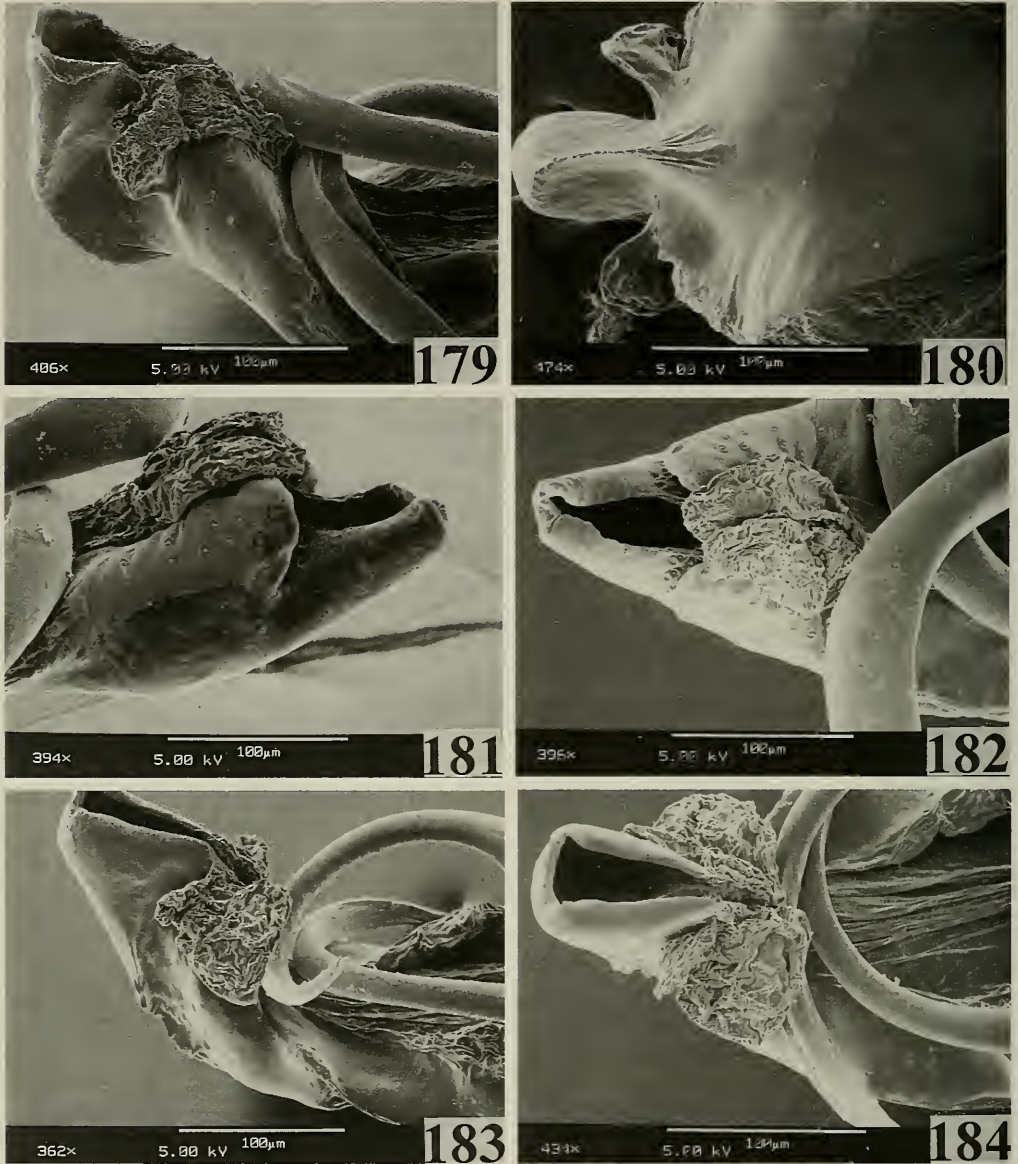 406× 5.00 kV 100µm 179
474× 5.00 kV 100µm 180
394× 5.00 kV 100µm 181
396× 5.00 kV 100µm 182
362× 5.00 kV 100µm 183
434× 5.00 kV 100µm 184